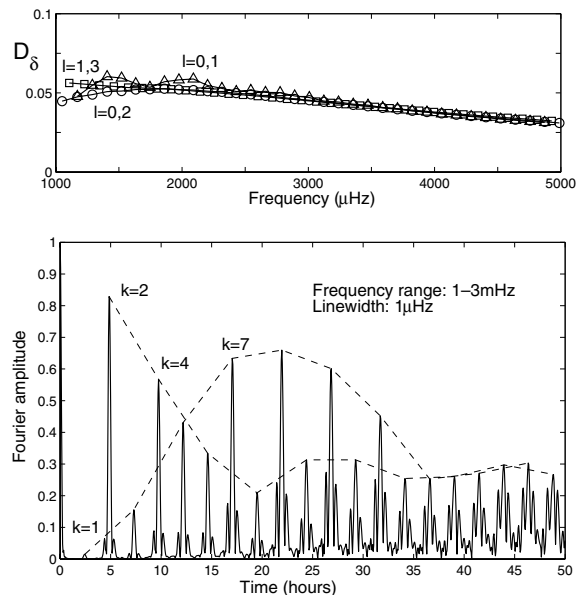 0.1
D_δ
l=1,3
l=0,1
0.05
l=0,2
0
1000 2000 3000 4000 5000
Frequency (μHz)
1
0.9
k=2
Frequency range: 1–3mHz
0.8
Linewidth: 1μHz
0.7
k=4
k=7
0.6
Fourier amplitude
0.5
0.4
0.3
0.2
0.1
k=1
0
0 5 10 15 20 25 30 35 40 45 50
Time (hours)